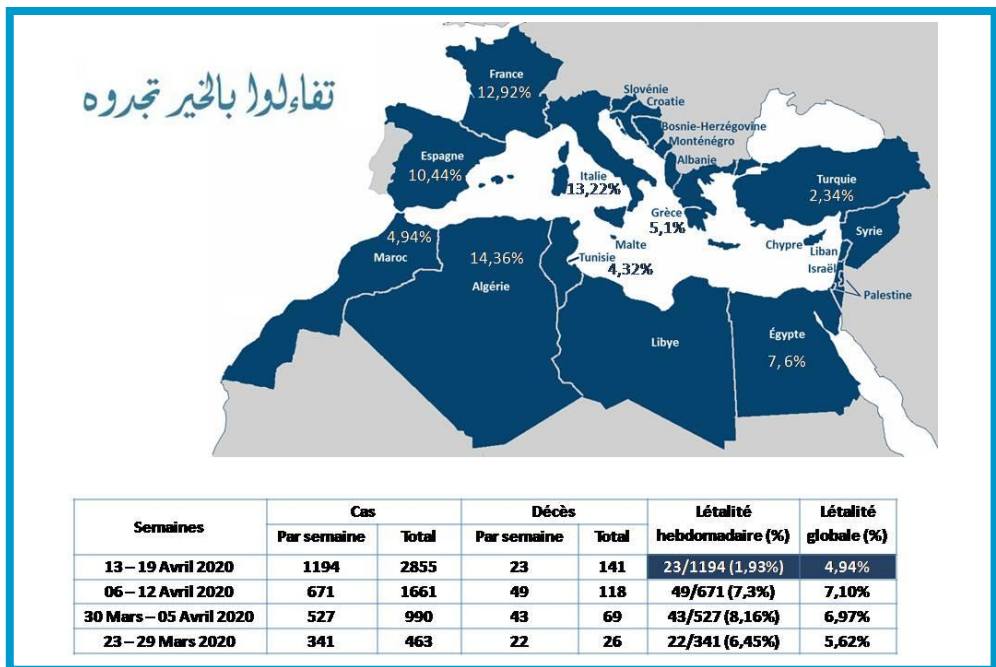 تفاءلوا بالخير تجدوه
France
12,92%
Slovénie
Croatie
Bosnie-Herzégovine
Monténégro
Albanie
Espagne
10,44%
Italie
13,22%
Turquie
2,34%
Grèce
5,1%
4,94%
Maroc
14,36%
Algérie
Malte
Tunisie
4,32%
Chypre
Syrie
Liban
Israël
Palestine
Libye
Égypte
7,6%
Semaines Cas Décès Létalité hebdomadaire (%) Létalité globale (%)
Par semaine Total Par semaine Total
13 – 19 Avril 2020 1194 2855 23 141 23/1194 (1,93%) 4,94%
06 – 12 Avril 2020 671 1661 49 118 49/671 (7,3%) 7,10%
30 Mars – 05 Avril 2020 527 990 43 69 43/527 (8,16%) 6,97%
23 – 29 Mars 2020 341 463 22 26 22/341 (6,45%) 5,62%